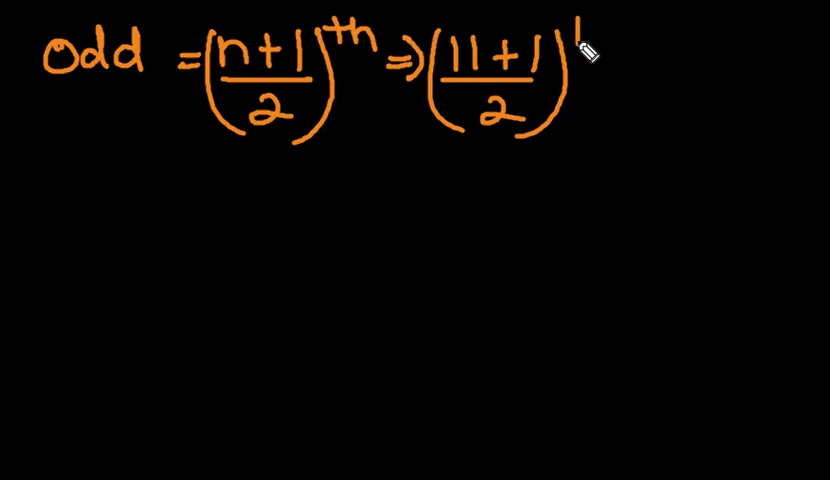 Odd = (n+1/2)^th ⇒ (11+1/2)